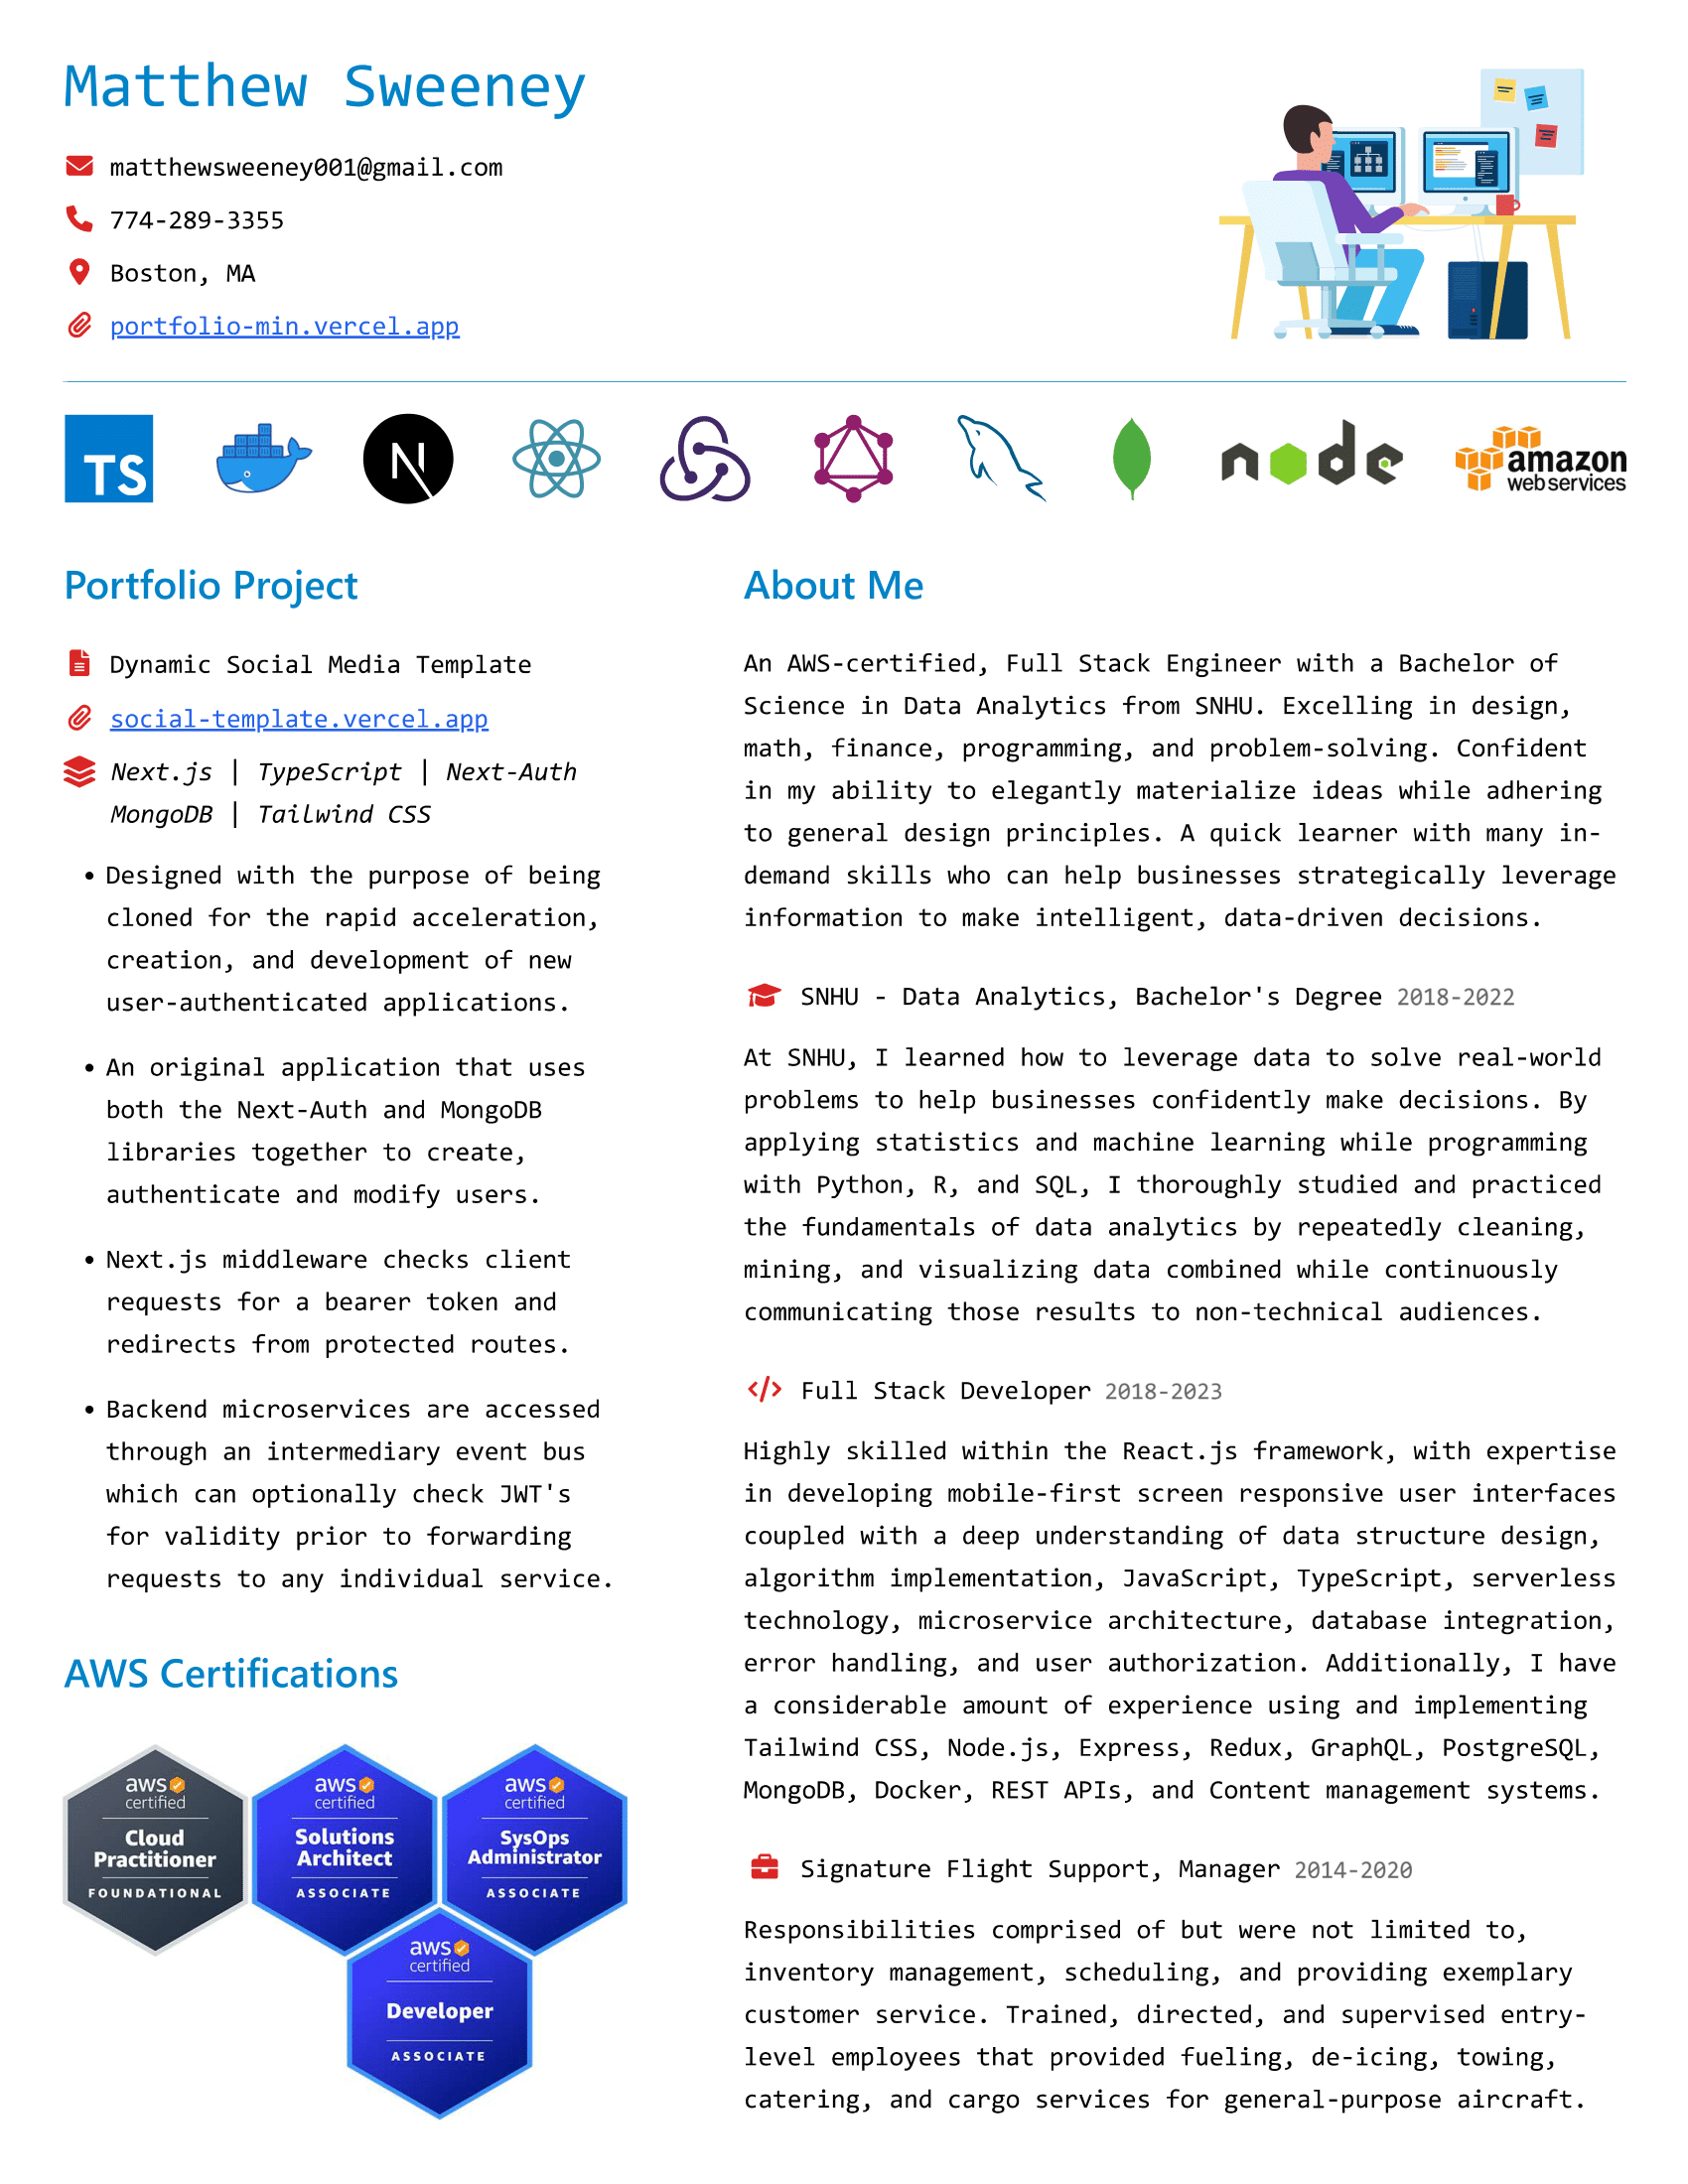 Matthew Sweeney
matthewsweeney001@gmail.com
774-289-3355
Boston, MA
portfolio-min.vercel.app
TS
N
node
amazon
web services
Portfolio Project
Dynamic Social Media Template
social-template.vercel.app
Next.js | TypeScript | Next-Auth
MongoDB | Tailwind CSS
• Designed with the purpose of being
cloned for the rapid acceleration,
creation, and development of new
user-authenticated applications.
• An original application that uses
both the Next-Auth and MongoDB
libraries together to create,
authenticate and modify users.
• Next.js middleware checks client
requests for a bearer token and
redirects from protected routes.
• Backend microservices are accessed
through an intermediary event bus
which can optionally check JWT's
for validity prior to forwarding
requests to any individual service.
AWS Certifications
aws
certified
Cloud
Practitioner
FOUNDATIONAL
aws
certified
Solutions
Architect
ASSOCIATE
aws
certified
SysOps
Administrator
ASSOCIATE
aws
certified
Developer
ASSOCIATE
About Me
An AWS-certified, Full Stack Engineer with a Bachelor of
Science in Data Analytics from SNHU. Excelling in design,
math, finance, programming, and problem-solving. Confident
in my ability to elegantly materialize ideas while adhering
to general design principles. A quick learner with many in-
demand skills who can help businesses strategically leverage
information to make intelligent, data-driven decisions.
SNHU - Data Analytics, Bachelor's Degree 2018-2022
At SNHU, I learned how to leverage data to solve real-world
problems to help businesses confidently make decisions. By
applying statistics and machine learning while programming
with Python, R, and SQL, I thoroughly studied and practiced
the fundamentals of data analytics by repeatedly cleaning,
mining, and visualizing data combined while continuously
communicating those results to non-technical audiences.
</> Full Stack Developer 2018-2023
Highly skilled within the React.js framework, with expertise
in developing mobile-first screen responsive user interfaces
coupled with a deep understanding of data structure design,
algorithm implementation, JavaScript, TypeScript, serverless
technology, microservice architecture, database integration,
error handling, and user authorization. Additionally, I have
a considerable amount of experience using and implementing
Tailwind CSS, Node.js, Express, Redux, GraphQL, PostgreSQL,
MongoDB, Docker, REST APIs, and Content management systems.
Signature Flight Support, Manager 2014-2020
Responsibilities comprised of but were not limited to,
inventory management, scheduling, and providing exemplary
customer service. Trained, directed, and supervised entry-
level employees that provided fueling, de-icing, towing,
catering, and cargo services for general-purpose aircraft.